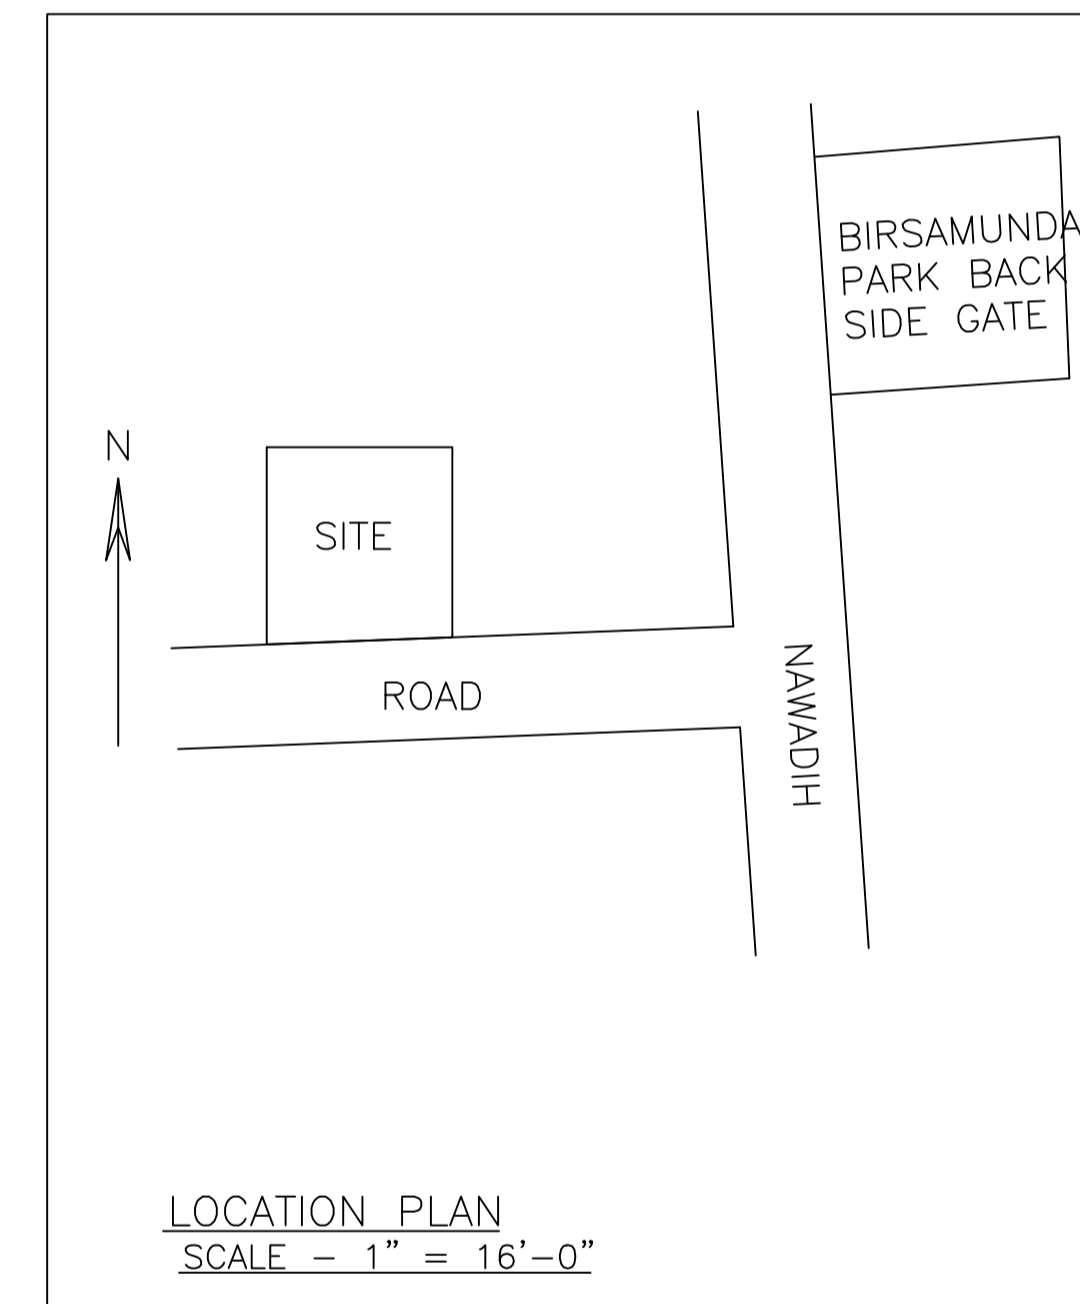 BIRSAMUNDA
PARK BACK
SIDE GATE
N
SITE
ROAD
NAWADIH
LOCATION PLAN
SCALE – 1” = 16’–0”